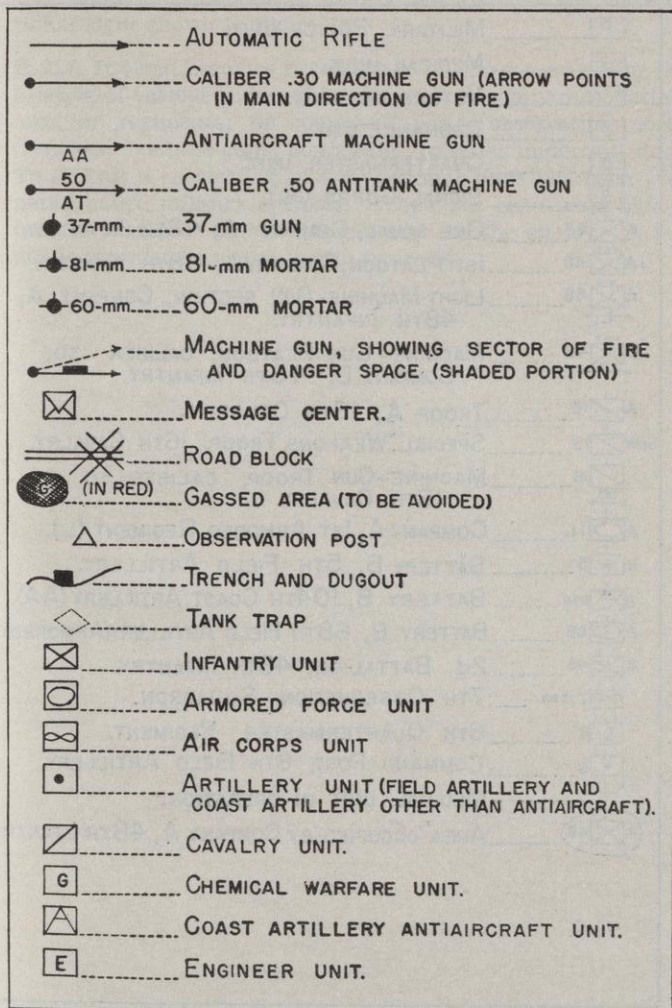 AUTOMATIC RIFLE
CALIBER .30 MACHINE GUN (ARROW POINTS
IN MAIN DIRECTION OF FIRE)
AA ANTIAIRCRAFT MACHINE GUN
50 AT CALIBER .50 ANTITANK MACHINE GUN
37-mm 37-mm GUN
81-mm 81-mm MORTAR
60-mm 60-mm MORTAR
MACHINE GUN, SHOWING SECTOR OF FIRE
AND DANGER SPACE (SHADED PORTION)
MESSAGE CENTER.
ROAD BLOCK
G (IN RED) GASSED AREA (TO BE AVOIDED)
OBSERVATION POST
TRENCH AND DUGOUT
TANK TRAP
INFANTRY UNIT
ARMORED FORCE UNIT
AIR CORPS UNIT
ARTILLERY UNIT (FIELD ARTILLERY AND
COAST ARTILLERY OTHER THAN ANTIAIRCRAFT).
CAVALRY UNIT.
G CHEMICAL WARFARE UNIT.
COAST ARTILLERY ANTIAIRCRAFT UNIT.
E ENGINEER UNIT.